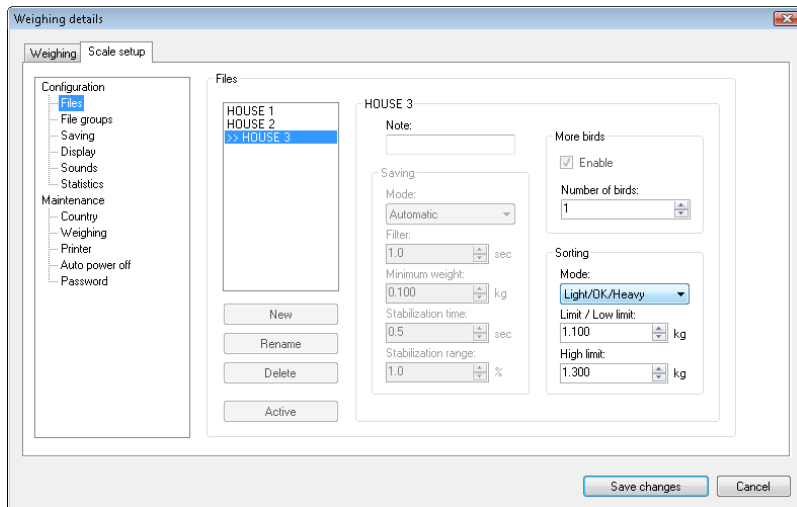 Weighing details
Weighing
Scale setup
Configuration
Files
File groups
Saving
Display
Sounds
Statistics
Maintenance
Country
Weighing
Printer
Auto power off
Password
Files
HOUSE 1
HOUSE 2
>> HOUSE 3
New
Rename
Delete
Active
HOUSE 3
Note:
Saving
Mode:
Automatic
Filter:
1.0 sec
Minimum weight:
0.100 kg
Stabilization time:
0.5 sec
Stabilization range:
1.0 %
More birds
Enable
Number of birds:
1
Sorting
Mode:
Light/OK/Heavy
Limit / Low limit:
1.100 kg
High limit:
1.300 kg
Save changes
Cancel